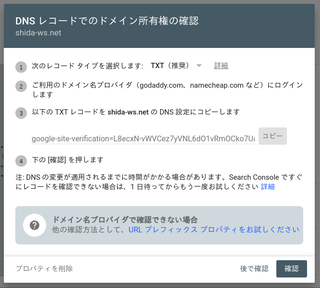 DNS レコードでのドメイン所有権の確認
shida-ws.net
1 次のレコード タイプを選択します: TXT（推奨） 詳細
2 ご利用のドメイン名プロバイダ（godaddy.com、namecheap.com など）にログイン
します
3 以下の TXT レコードを shida-ws.net の DNS 設定にコピーします
google-site-verification=L8ecxN-vWVCez7yVNL6dO1vRmOCko7U コピー
4 下の [確認] を押します
注: DNS の変更が適用されるまでに時間がかる場合があります。Search Console ですぐ
にレコードを確認できない場合は、1 日待ってからもう一度お試しください 詳細
ドメイン名プロバイダで確認できない場合
他の確認方法として、URL プレフィックス プロパティをお試しください
プロパティを削除 後で確認 確認